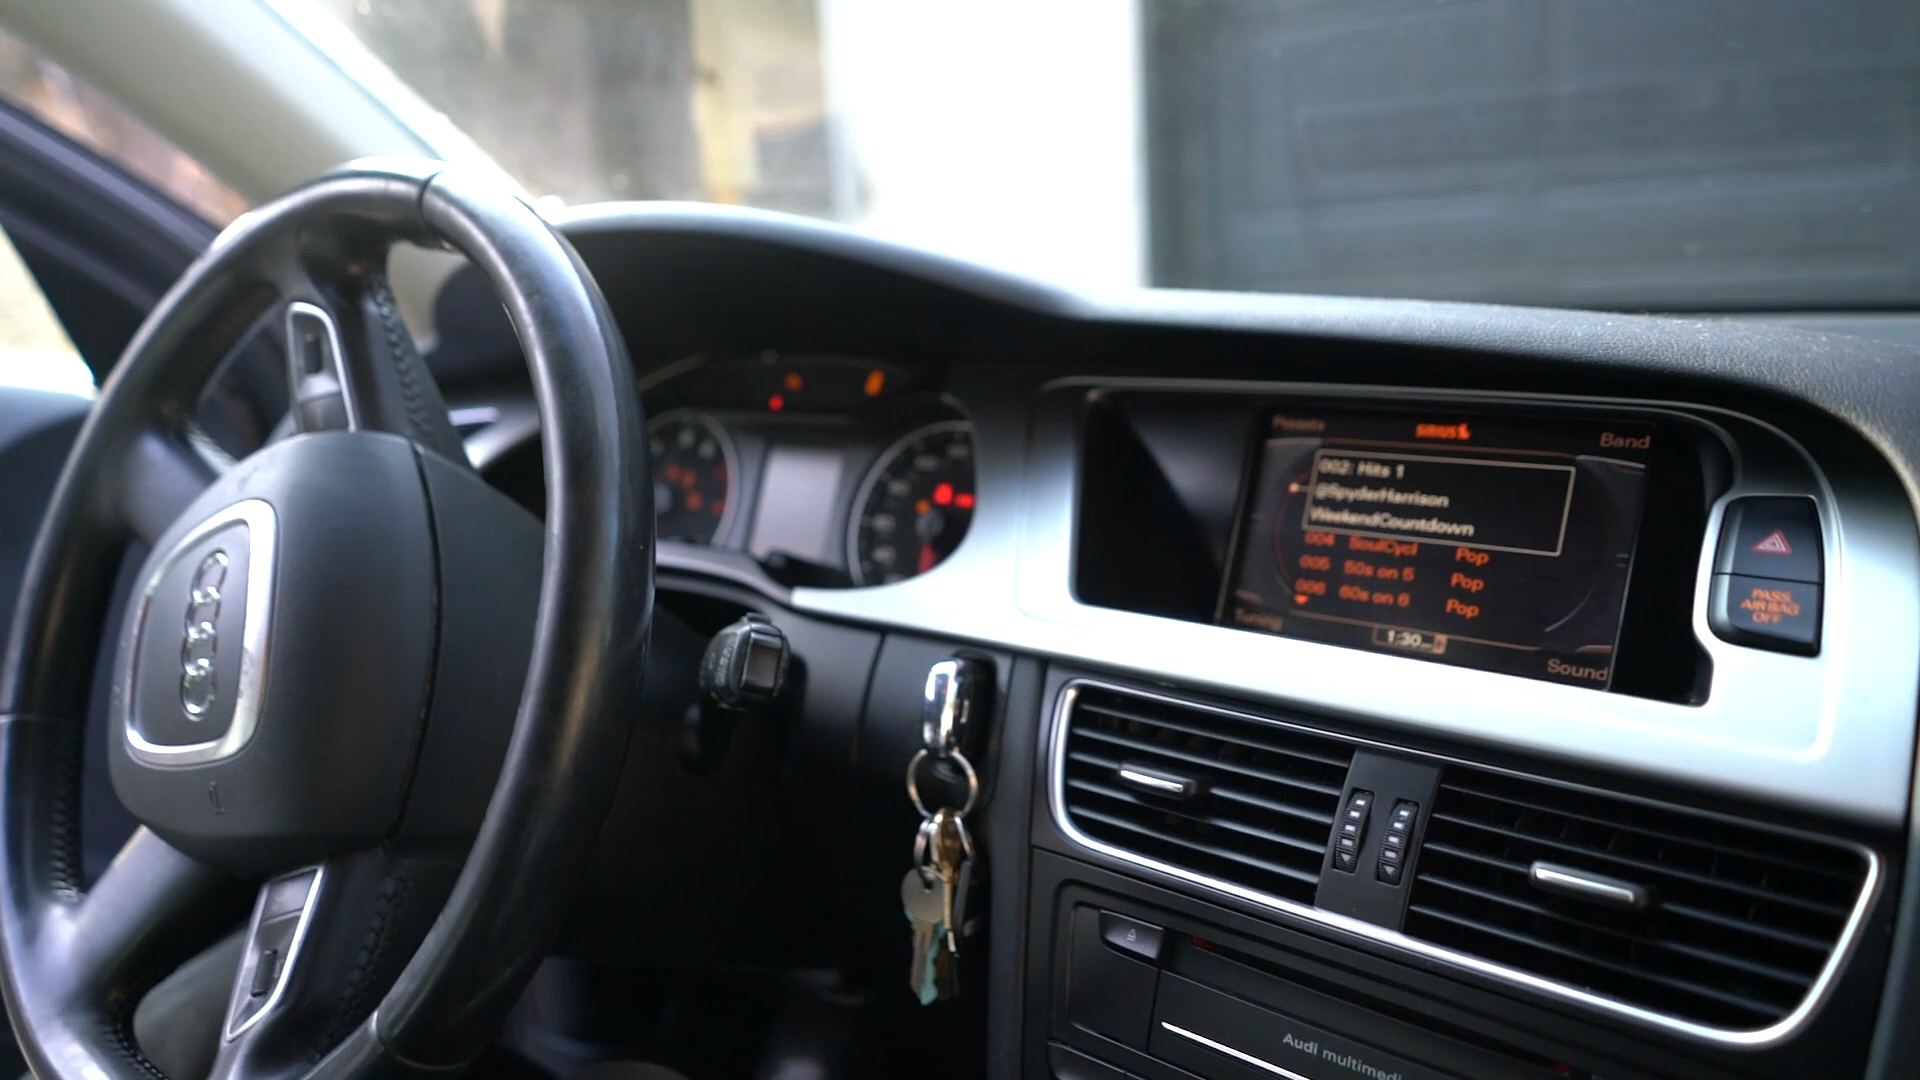 Presets
SIRIUS
Band
002: Hits 1
@SpyderHarrison
WeekendCountdown
004 SoulCycl Pop
005 50s on 5 Pop
006 60s on 6 Pop
Tuning
1:30
Sound
PASS
AIR BAG
OFF
Audi multimedi